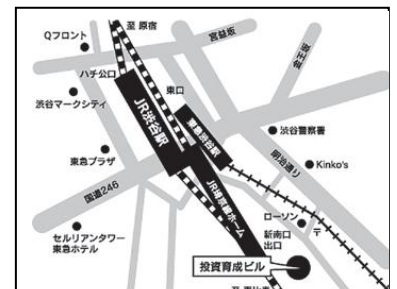 至 原宿
宮益坂
Qフロント
金王坂
ハチ公口
東口
渋谷マークシティ
JR渋谷駅
東急渋谷駅
渋谷警察署
東急プラザ
明治通り
Kinko's
国道246
JR埼京線ホーム
ローソン
〒
新南口
出口
セルリアンタワー
東急ホテル
投資育成ビル